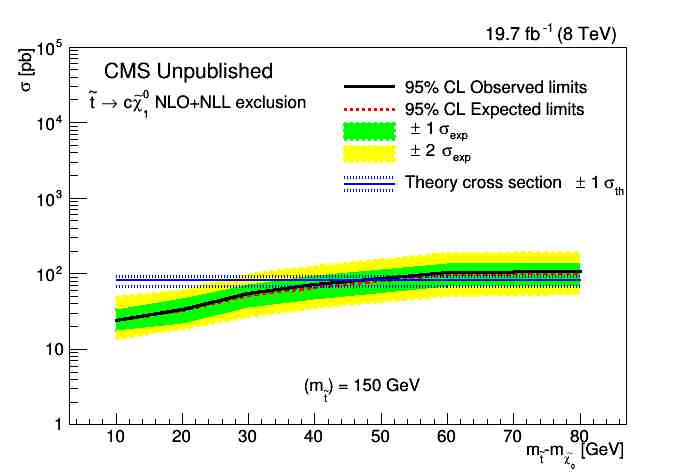 19.7 fb⁻¹ (8 TeV)
σ [pb]
CMS Unpublished
t̃ → cχ̃₁⁰ NLO+NLL exclusion
95% CL Observed limits
95% CL Expected limits
± 1 σexp
± 2 σexp
Theory cross section ± 1 σth
10⁵
10⁴
10³
10²
10
1
(mt̃) = 150 GeV
10 20 30 40 50 60 70 80
mt̃-mχ̃₀ [GeV]